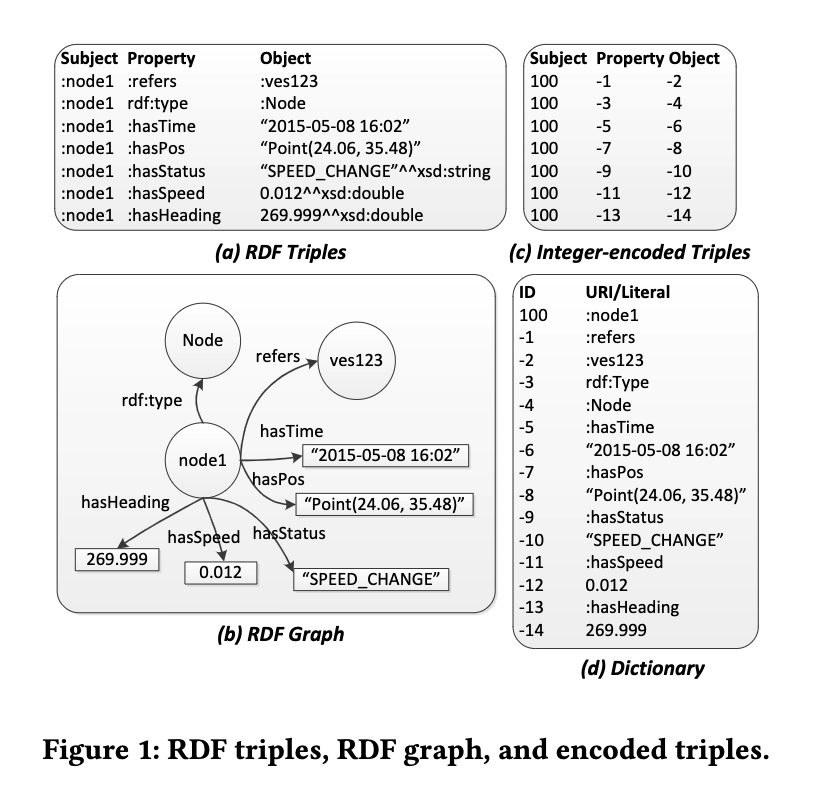 Subject Property Object
:node1 :refers :ves123
:node1 rdf:type :Node
:node1 :hasTime “2015-05-08 16:02”
:node1 :hasPos “Point(24.06, 35.48)”
:node1 :hasStatus “SPEED_CHANGE”^^xsd:string
:node1 :hasSpeed 0.012^^xsd:double
:node1 :hasHeading 269.999^^xsd:double
(a) RDF Triples
Subject Property Object
100 -1 -2
100 -3 -4
100 -5 -6
100 -7 -8
100 -9 -10
100 -11 -12
100 -13 -14
(c) Integer-encoded Triples
Node
refers
ves123
rdf:type
hasTime
node1
“2015-05-08 16:02”
hasPos
“Point(24.06, 35.48)”
hasHeading
hasSpeed
hasStatus
269.999
0.012
“SPEED_CHANGE”
(b) RDF Graph
ID URI/Literal
100 :node1
-1 :refers
-2 :ves123
-3 rdf:Type
-4 :Node
-5 :hasTime
-6 “2015-05-08 16:02”
-7 :hasPos
-8 “Point(24.06, 35.48)”
-9 :hasStatus
-10 “SPEED_CHANGE”
-11 :hasSpeed
-12 0.012
-13 :hasHeading
-14 269.999
(d) Dictionary
Figure 1: RDF triples, RDF graph, and encoded triples.